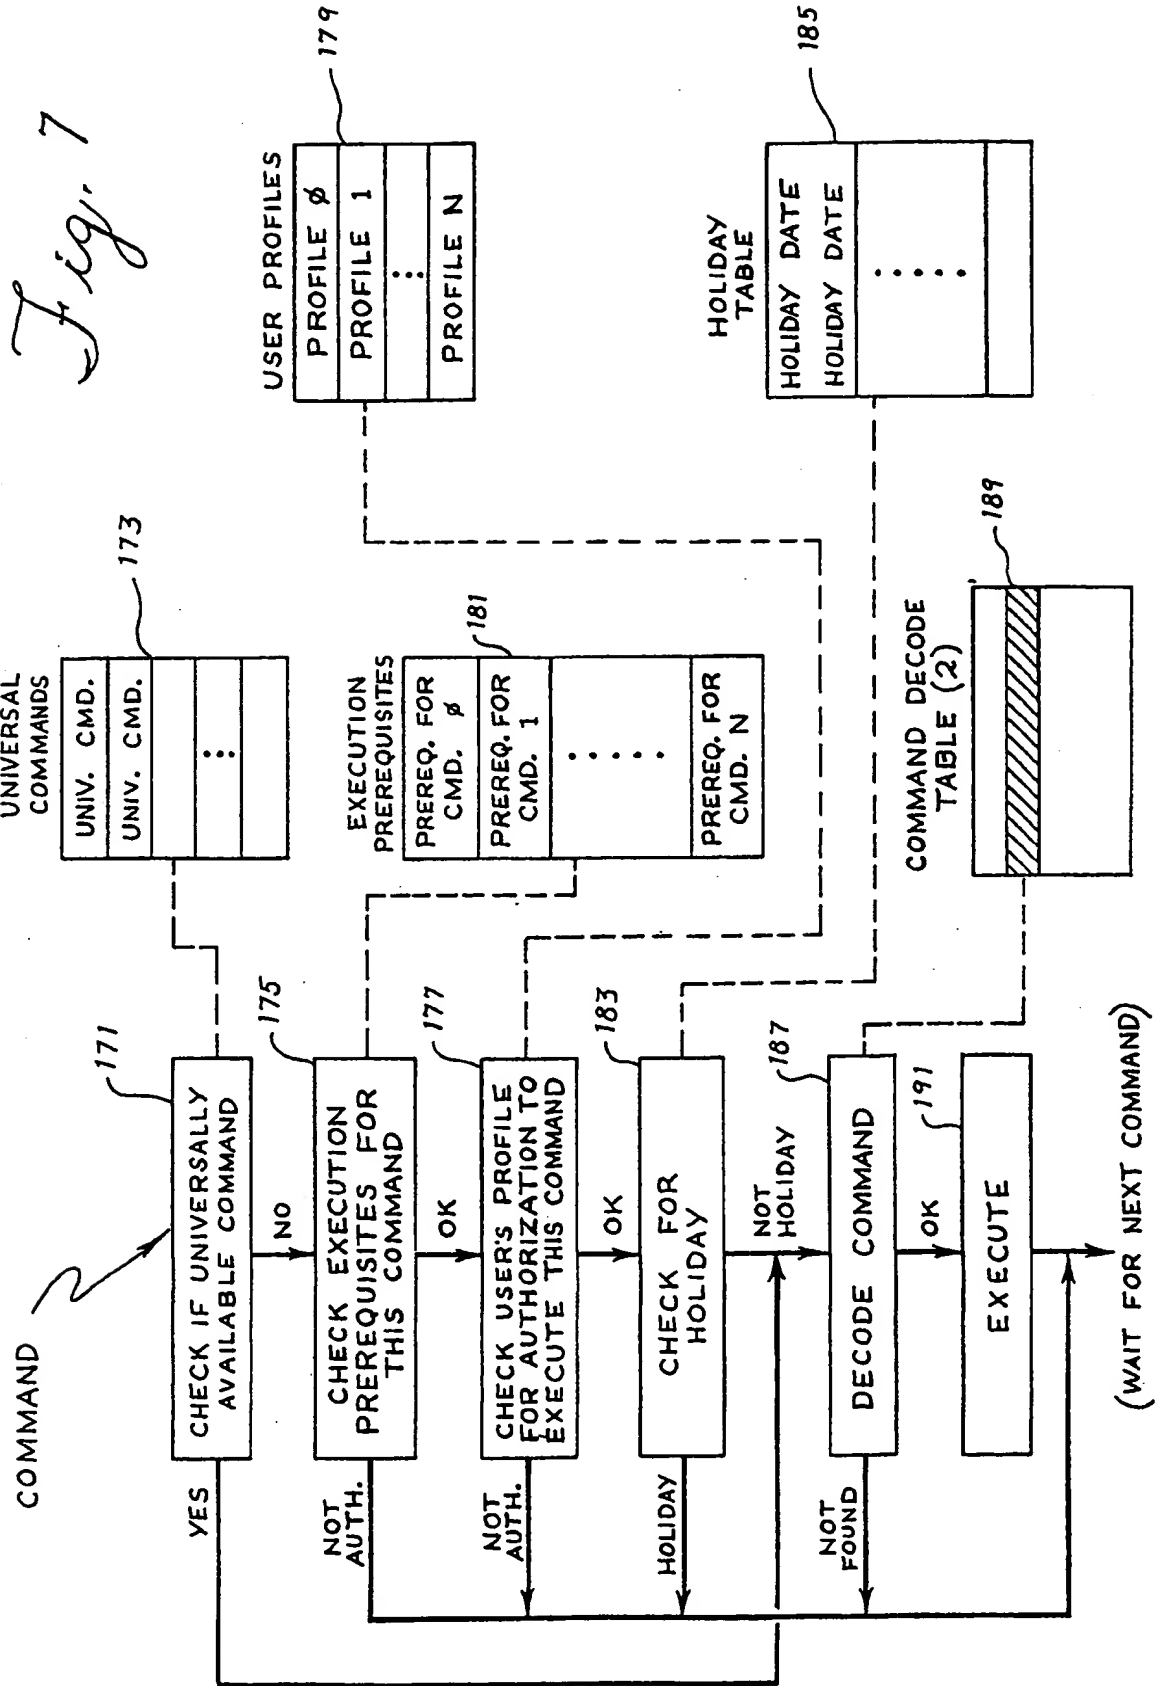 Fig. 7
COMMAND
171
CHECK IF UNIVERSALLY
AVAILABLE COMMAND
YES
NO
UNIVERSAL
COMMANDS
UNIV. CMD.
UNIV. CMD.
⋮
173
175
CHECK EXECUTION
PREREQUISITES FOR
THIS COMMAND
NOT
AUTH.
OK
EXECUTION
PREREQUISITES
PREREQ. FOR
CMD. ø
PREREQ. FOR
CMD. 1
.....
PREREQ. FOR
CMD. N
181
177
CHECK USER'S PROFILE
FOR AUTHORIZATION TO
EXECUTE THIS COMMAND
NOT
AUTH.
OK
USER PROFILES
PROFILE ø
PROFILE 1
⋮
PROFILE N
179
183
CHECK FOR
HOLIDAY
HOLIDAY
NOT
HOLIDAY
HOLIDAY
TABLE
HOLIDAY DATE
HOLIDAY DATE
.....
185
187
DECODE COMMAND
NOT
FOUND
OK
COMMAND DECODE
TABLE (2)
189
191
EXECUTE
(WAIT FOR NEXT COMMAND)